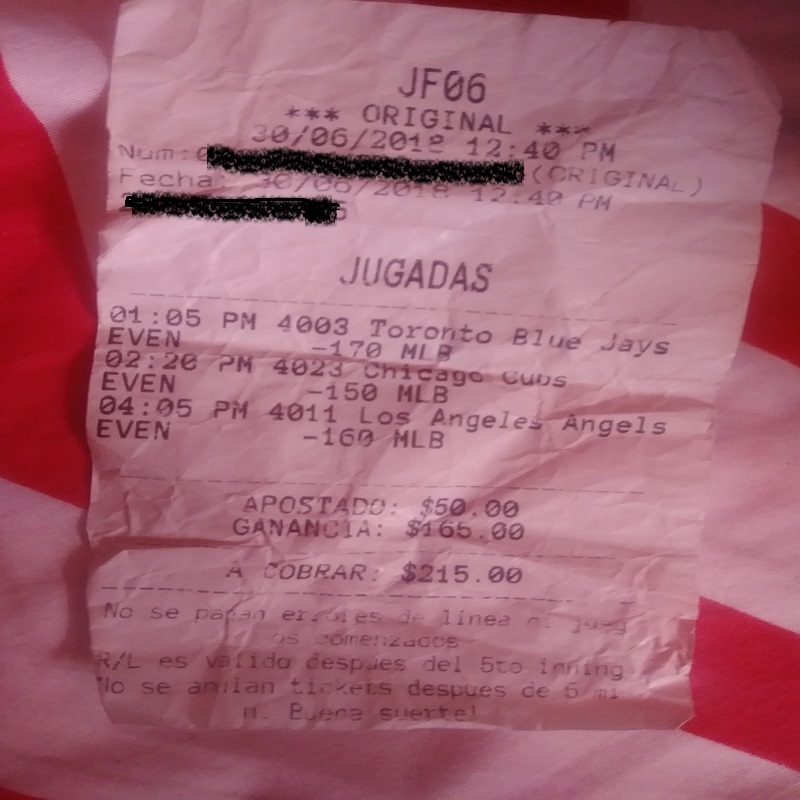 JF06
*** ORIGINAL ***
30/06/2018 12:40 PM
Num: (ORIGINAL)
Fecha: 30/06/2018 12:40 PM
JUGADAS
01:05 PM 4003 Toronto Blue Jays
EVEN -170 MLB
02:20 PM 4023 Chicago Cubs
EVEN -150 MLB
04:05 PM 4011 Los Angeles Angels
EVEN -160 MLB
APOSTADO: $50.00
GANANCIA: $165.00
A COBRAR: $215.00
No se pagan errores de linea ni jueg
os comenzados
R/L es valido despues del 5to inning
No se anulan tickets despues de 5 mi
n. Buena suerte!